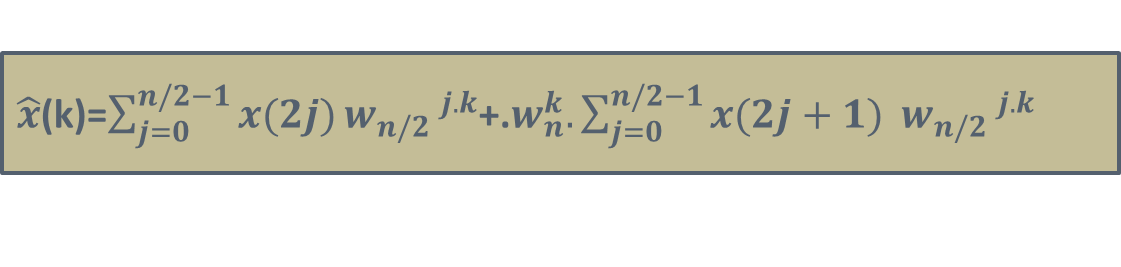 x̂(k)=∑_{j=0}^{n/2−1} x(2j) w_{n/2}^{j.k}+.w_n^k.∑_{j=0}^{n/2−1} x(2j + 1) w_{n/2}^{j.k}